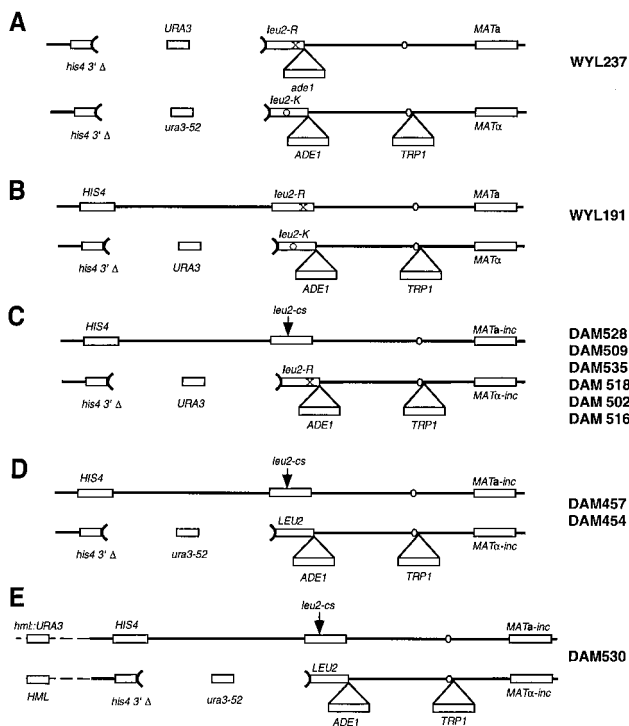 A
URA3
leu2-R
MATa
his4 3' Δ
ade1
WYL237
leu2-K
his4 3' Δ
ura3-52
ADE1
TRP1
MATα
B
HIS4
leu2-R
MATa
WYL191
leu2-K
his4 3' Δ
URA3
ADE1
TRP1
MATα
C
leu2-cs
HIS4
MATa-inc
DAM528
DAM509
DAM535
DAM 518
DAM 502
DAM 516
leu2-R
his4 3' Δ
URA3
ADE1
TRP1
MATα-inc
D
leu2-cs
HIS4
MATa-inc
DAM457
DAM454
LEU2
his4 3' Δ
ura3-52
ADE1
TRP1
MATα-inc
E
leu2-cs
hml::URA3
HIS4
MATa-inc
DAM530
LEU2
HML
his4 3' Δ
ura3-52
ADE1
TRP1
MATα-inc